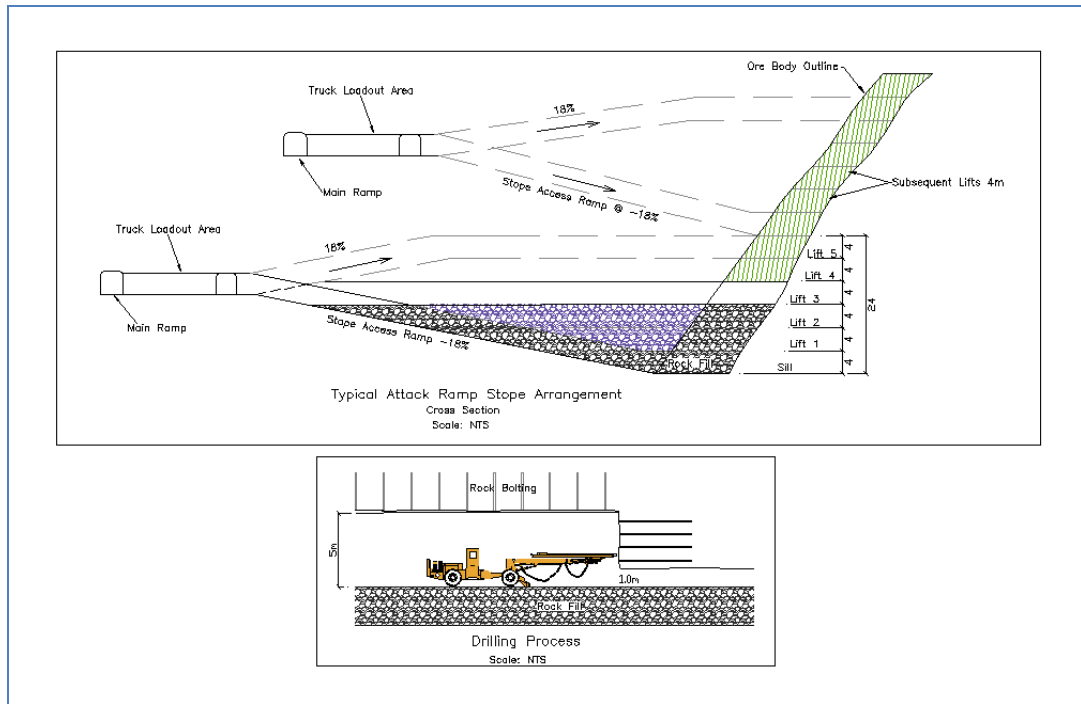 Ore Body Outline
Truck Loadout Area
18%
Main Ramp
Stope Access Ramp @ -18%
Subsequent Lifts 4m
Truck Loadout Area
18%
Main Ramp
Stope Access Ramp -18%
Lift 5
4
Lift 4
4
Lift 3
4
24
Lift 2
4
Lift 1
4
Rock Fill
Sill
4
Typical Attack Ramp Stope Arrangement
Cross Section
Scale: NTS
Rock Bolting
5m
1.0m
Rock Fill
Drilling Process
Scale: NTS